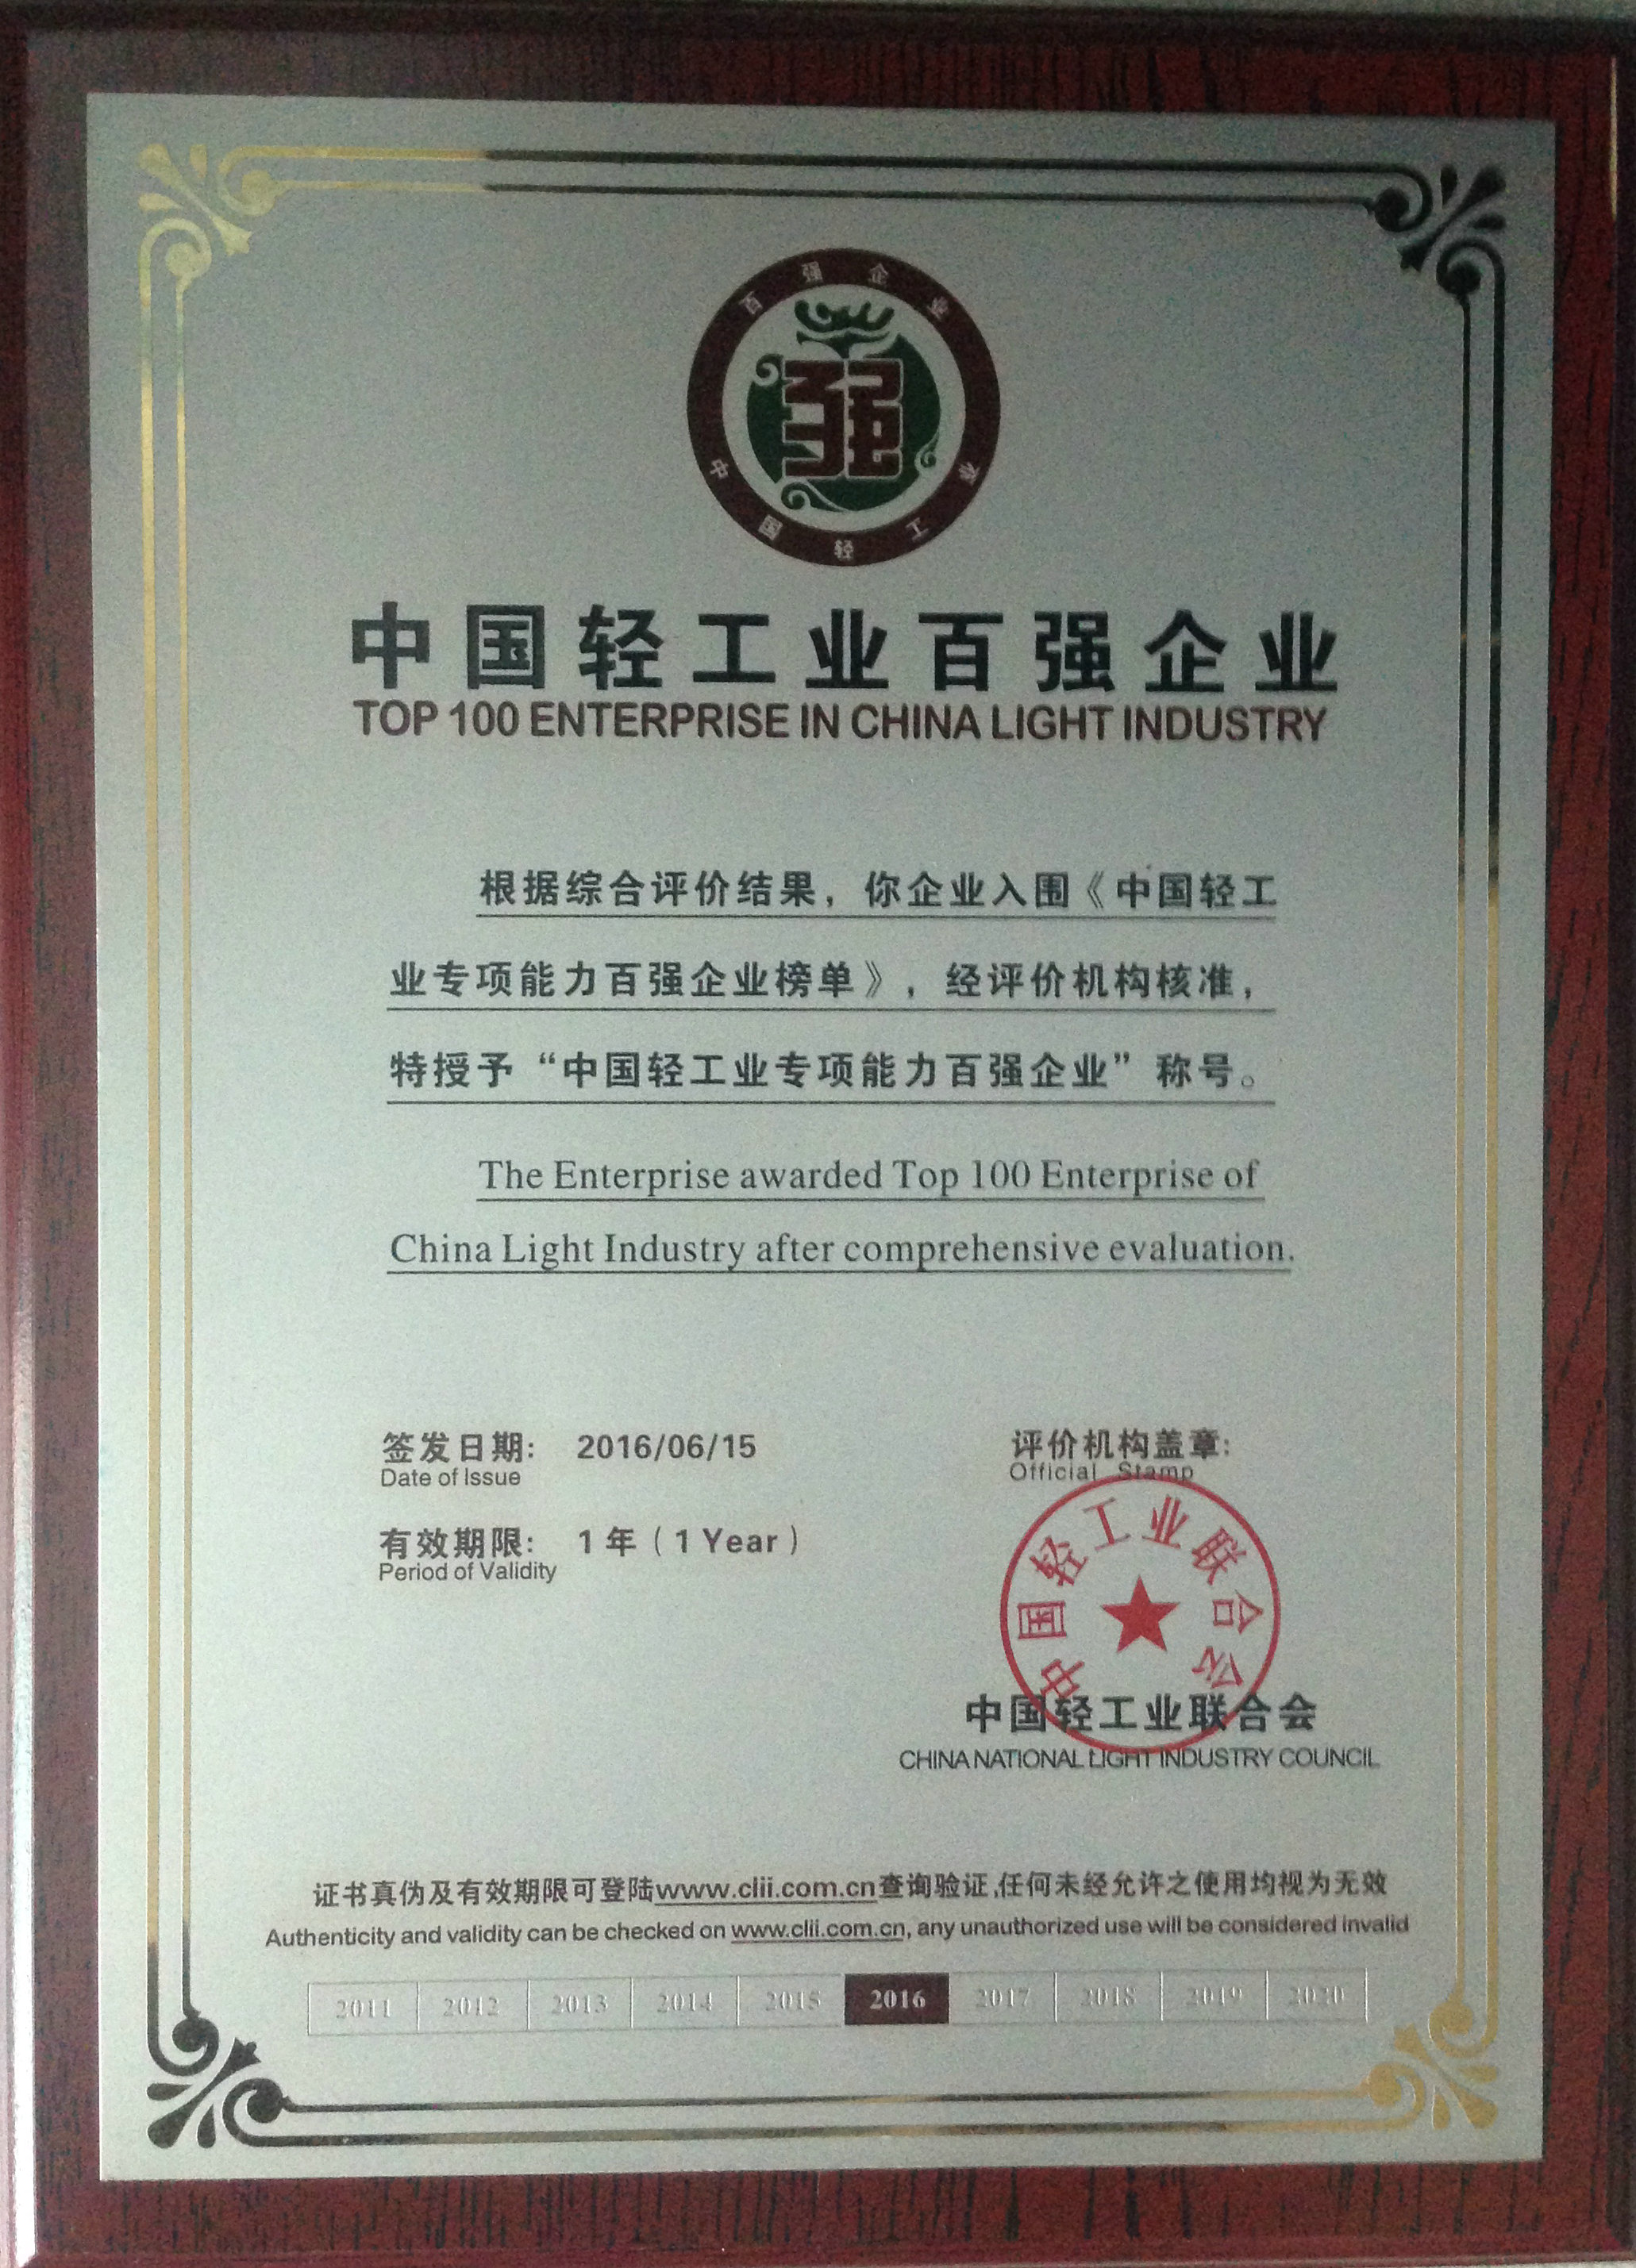 百强企业
强
中国轻工业
中国轻工业百强企业
TOP 100 ENTERPRISE IN CHINA LIGHT INDUSTRY
根据综合评价结果，你企业入围《中国轻工
业专项能力百强企业榜单》，经评价机构核准，
特授予“中国轻工业专项能力百强企业”称号。
The Enterprise awarded Top 100 Enterprise of
China Light Industry after comprehensive evaluation.
签发日期: 2016/06/15
Date of Issue
有效期限: 1 年（1 Year）
Period of Validity
评价机构盖章:
Official Stamp
中国轻工业联合会
中国轻工业联合会
CHINA NATIONAL LIGHT INDUSTRY COUNCIL
证书真伪及有效期限可登陆www.clii.com.cn查询验证,任何未经允许之使用均视为无效
Authenticity and validity can be checked on www.clii.com.cn, any unauthorized use will be considered invalid
2011 2012 2013 2014 2015 2016 2017 2018 2019 2020